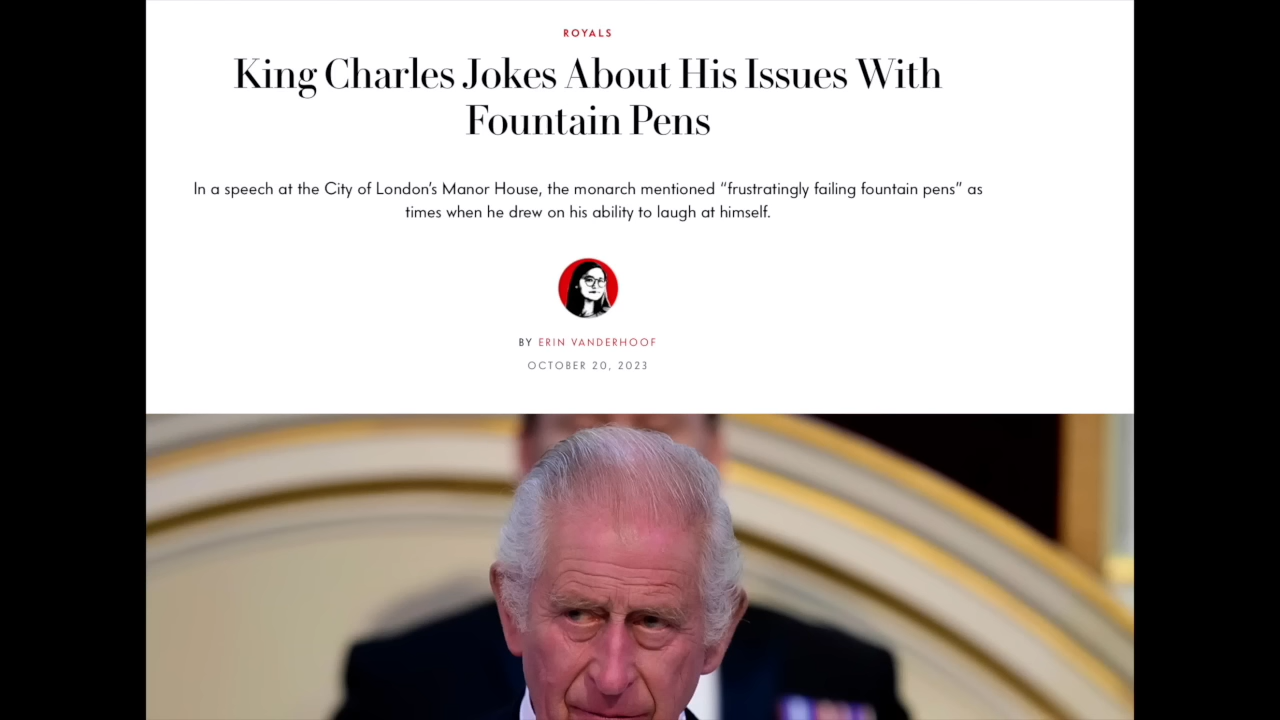 ROYALS
King Charles Jokes About His Issues With
Fountain Pens
In a speech at the City of London’s Manor House, the monarch mentioned “frustratingly failing fountain pens” as
times when he drew on his ability to laugh at himself.
BY ERIN VANDERHOOF
OCTOBER 20, 2023